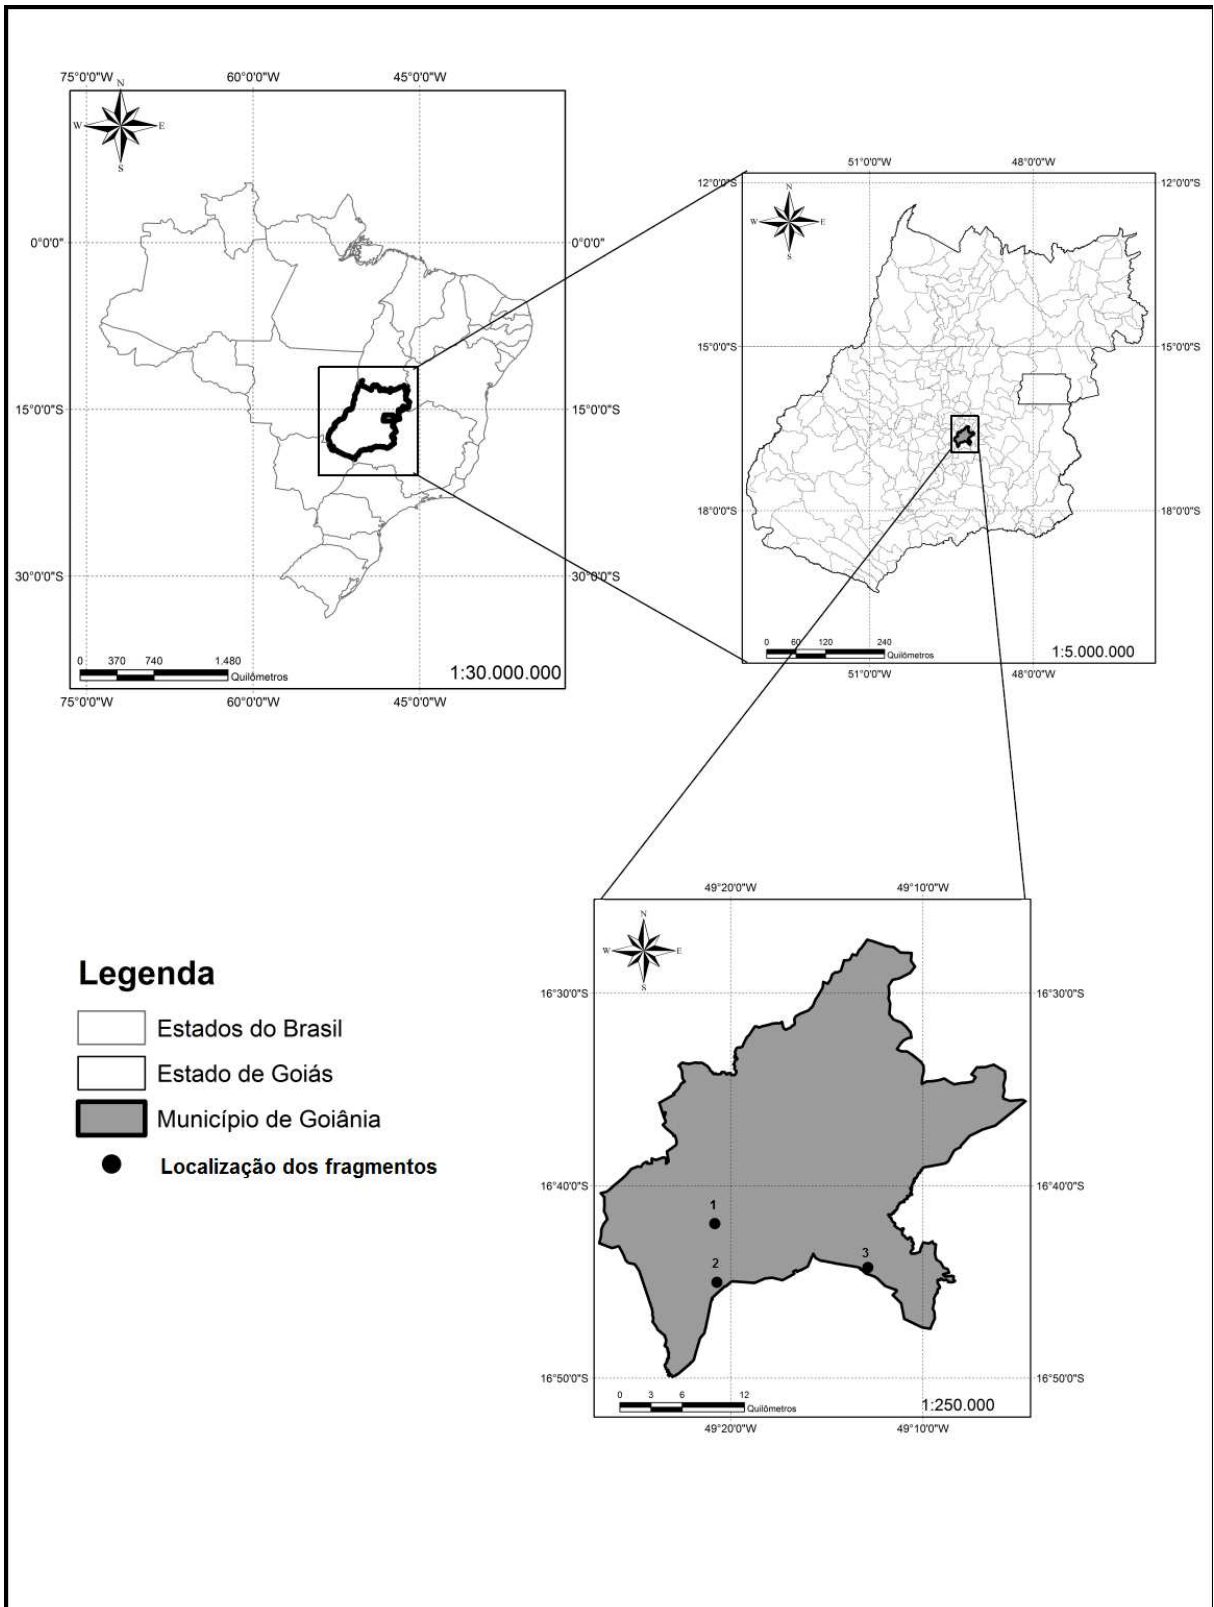 75°0'0"W 60°0'0"W 45°0'0"W
N
W E
S
0°0'0" 0°0'0"
15°0'0"S 15°0'0"S
30°0'0"S 30°0'0"S
0 370 740 1.480
Quilômetros
1:30.000.000
75°0'0"W 60°0'0"W 45°0'0"W
51°0'0"W 48°0'0"W
12°0'0"S 12°0'0"S
N
W E
S
15°0'0"S 15°0'0"S
18°0'0"S 18°0'0"S
0 60 120 240
Quilômetros
1:5.000.000
51°0'0"W 48°0'0"W
Legenda
Estados do Brasil
Estado de Goiás
Município de Goiânia
Localização dos fragmentos
49°20'0"W 49°10'0"W
N
W E
S
16°30'0"S 16°30'0"S
16°40'0"S 16°40'0"S
1
2
3
16°50'0"S 16°50'0"S
0 3 6 12
Quilômetros
1:250.000
49°20'0"W 49°10'0"W